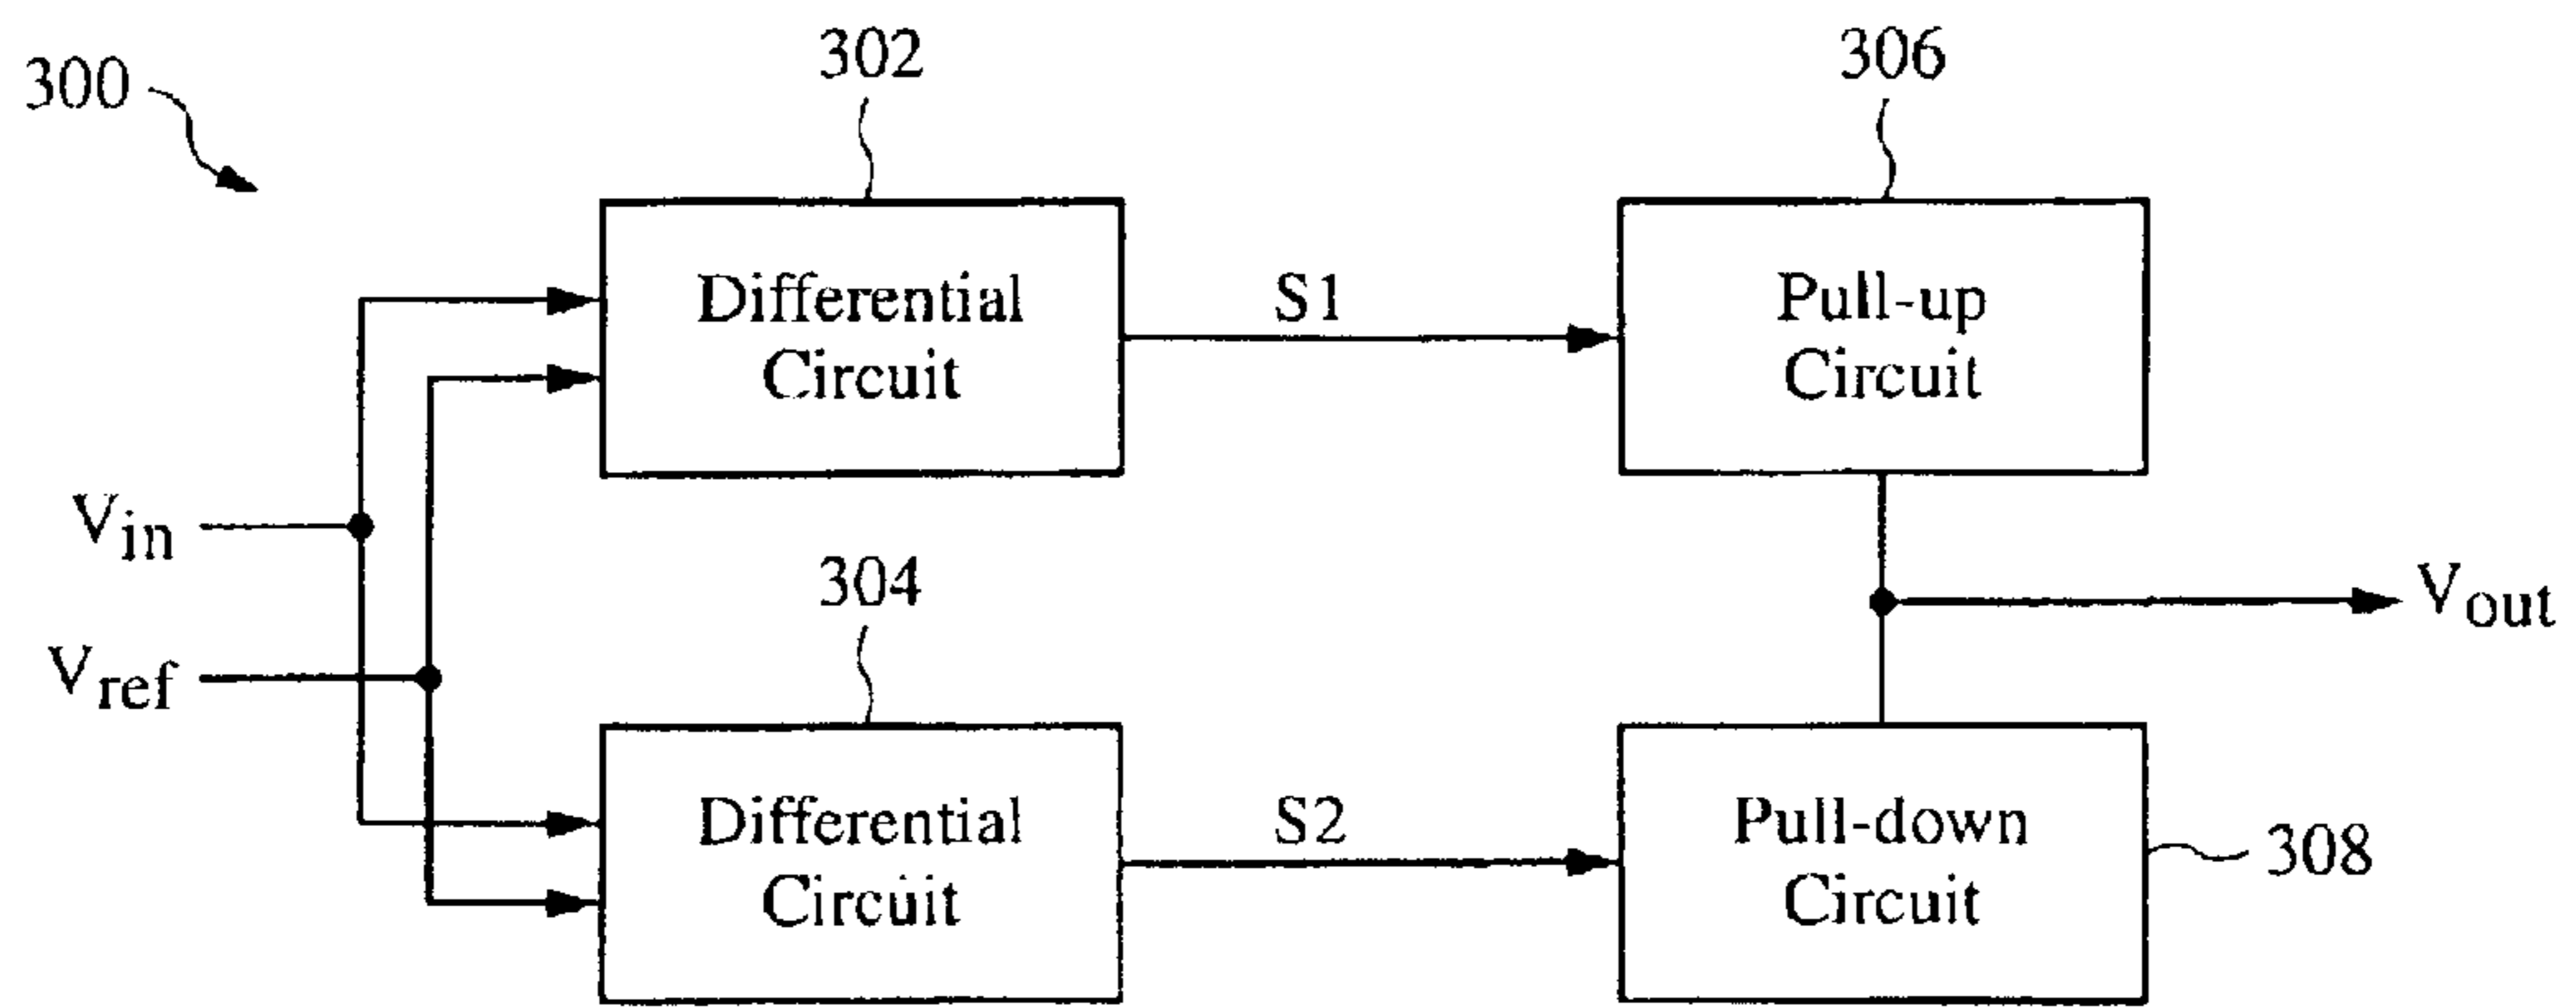 300
302
306
Differential
Circuit
S1
Pull-up
Circuit
Vin
Vref
304
Vout
Differential
Circuit
S2
Pull-down
Circuit
308